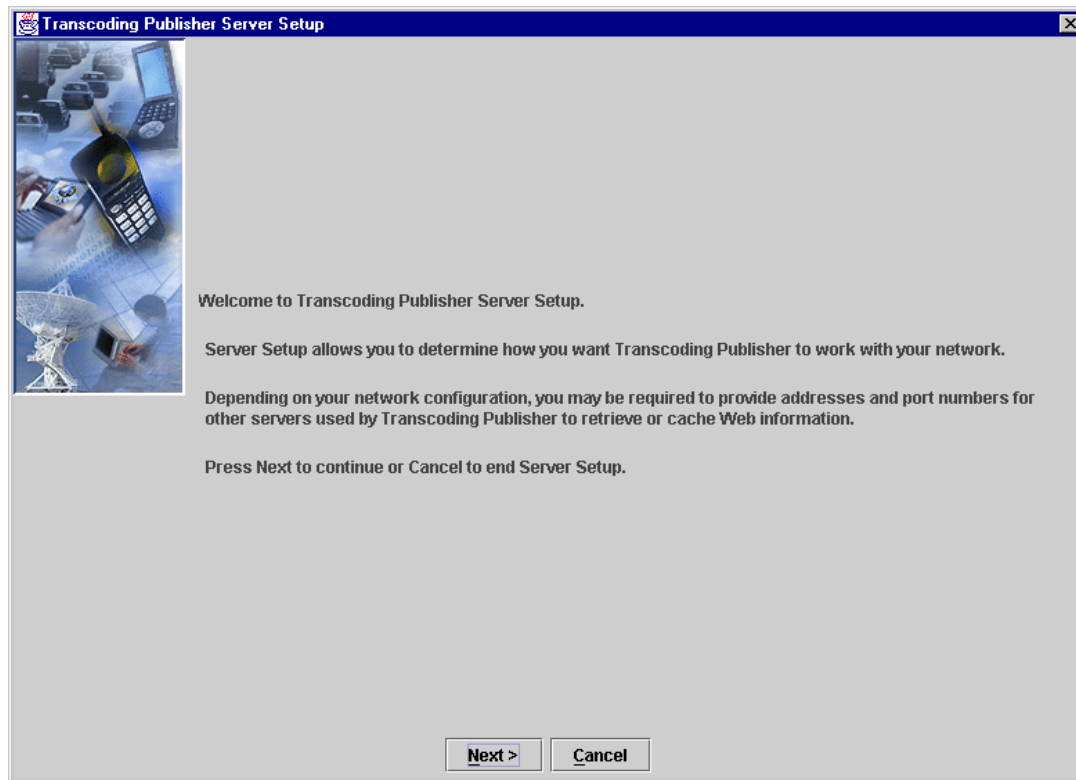 Transcoding Publisher Server Setup
Welcome to Transcoding Publisher Server Setup.
Server Setup allows you to determine how you want Transcoding Publisher to work with your network.
Depending on your network configuration, you may be required to provide addresses and port numbers for
other servers used by Transcoding Publisher to retrieve or cache Web information.
Press Next to continue or Cancel to end Server Setup.
Next >
Cancel